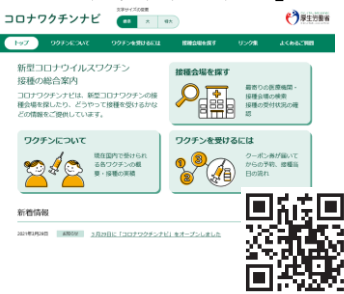 コロナワクチンナビ
文字サイズの変更
標準 大 特大
厚生労働省
トップ ワクチンについて ワクチンを受けるには 接種会場を探す リンク集 よくあるご質問
新型コロナウイルスワクチン
接種の総合案内
コロナワクチンナビは、新型コロナワクチンの接
種会場を探したり、どうやって接種を受けるかな
どの情報をご提供しています。
接種会場を探す
最寄りの医療機関・
接種会場の検索
接種の受付状況の確
認
ワクチンについて
現在国内で受けられ
る各ワクチンの概
要・接種の実績
ワクチンを受けるには
クーポン券が届いて
からの予約、接種当
日の流れ
新着情報
お知らせ
「コロナワクチンナビ」をオープンしました